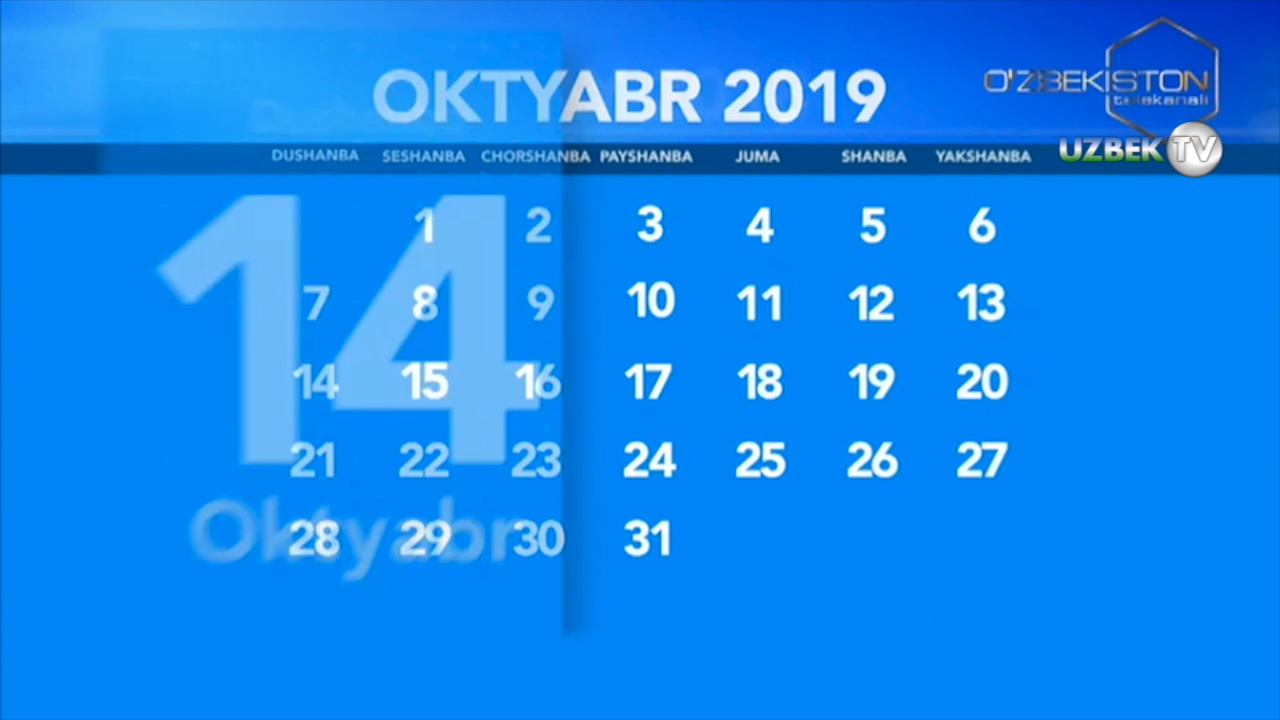 OKTYABR 2019
O'ZBEKISTON
telekanali
UZBEK TV
DUSHANBA SESHANBA CHORSHANBA PAYSHANBA JUMA SHANBA YAKSHANBA
1 2 3 4 5 6
7 8 9 10 11 12 13
14 15 16 17 18 19 20
21 22 23 24 25 26 27
28 29 30 31
14
Oktyabr